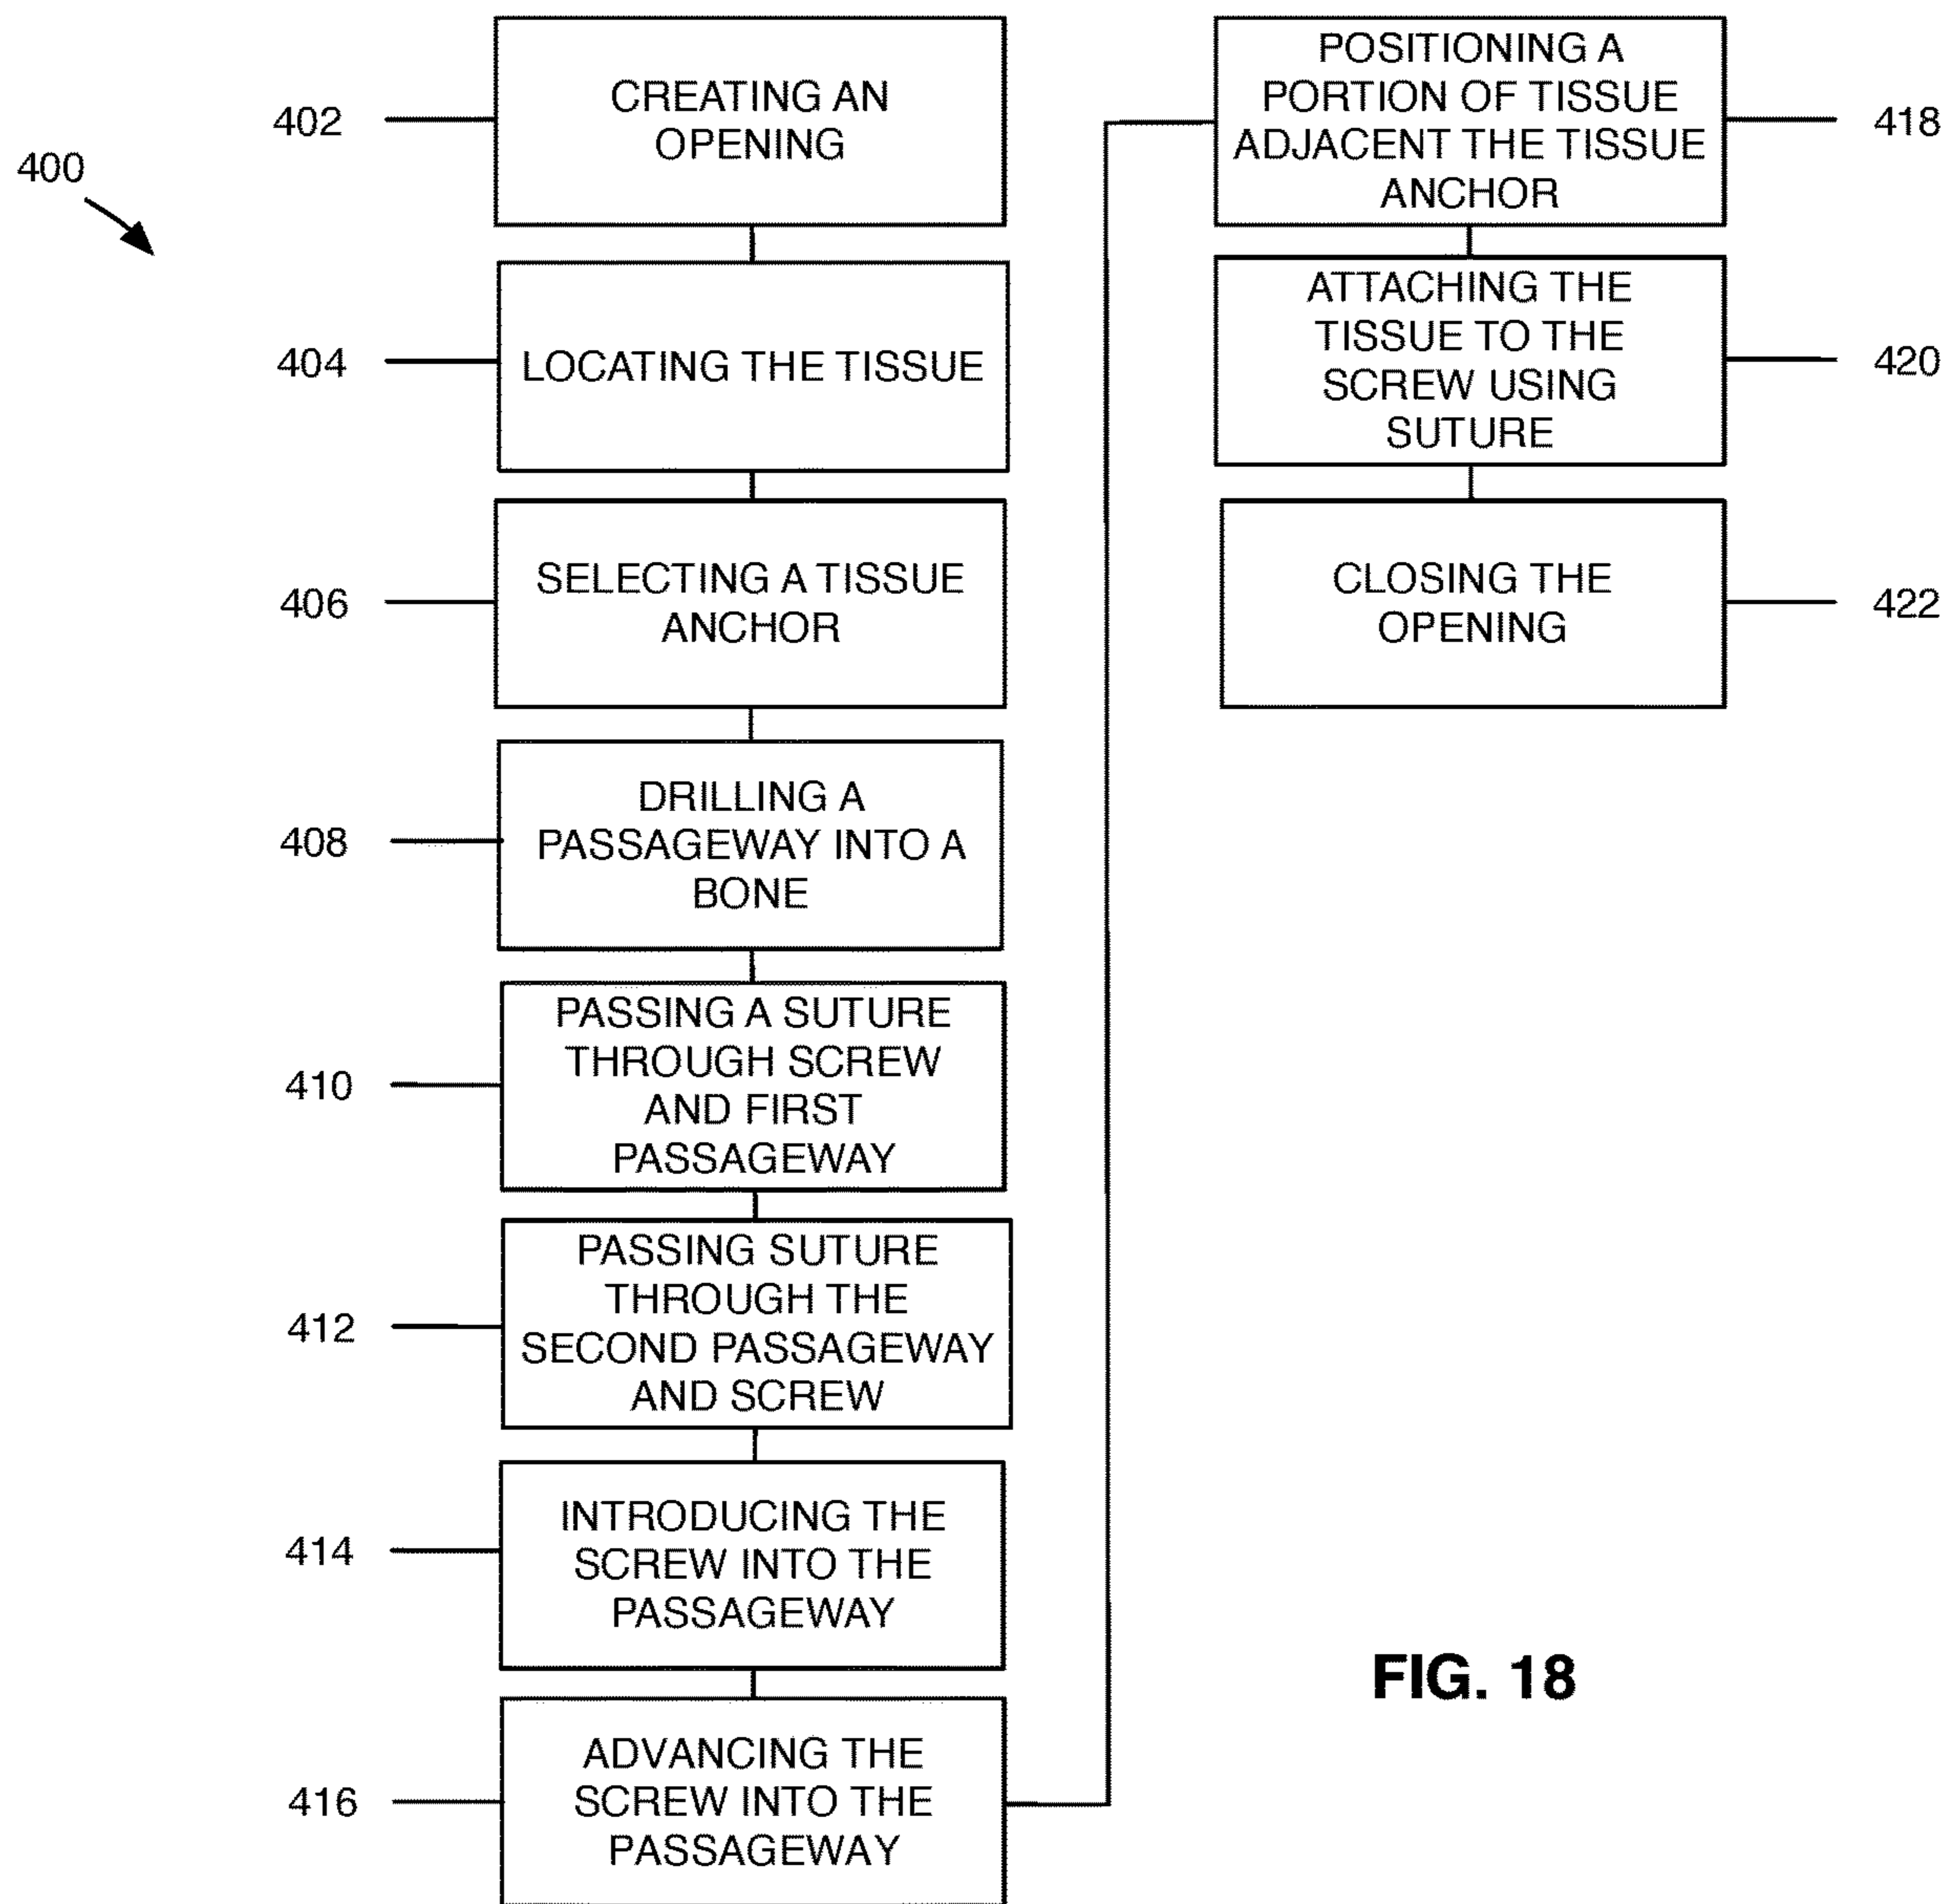 400
402
CREATING AN
OPENING
404
LOCATING THE TISSUE
406
SELECTING A TISSUE
ANCHOR
408
DRILLING A
PASSAGEWAY INTO A
BONE
410
PASSING A SUTURE
THROUGH SCREW
AND FIRST
PASSAGEWAY
412
PASSING SUTURE
THROUGH THE
SECOND PASSAGEWAY
AND SCREW
414
INTRODUCING THE
SCREW INTO THE
PASSAGEWAY
416
ADVANCING THE
SCREW INTO THE
PASSAGEWAY
POSITIONING A
PORTION OF TISSUE
ADJACENT THE TISSUE
ANCHOR
418
ATTACHING THE
TISSUE TO THE
SCREW USING
SUTURE
420
CLOSING THE
OPENING
422
FIG. 18